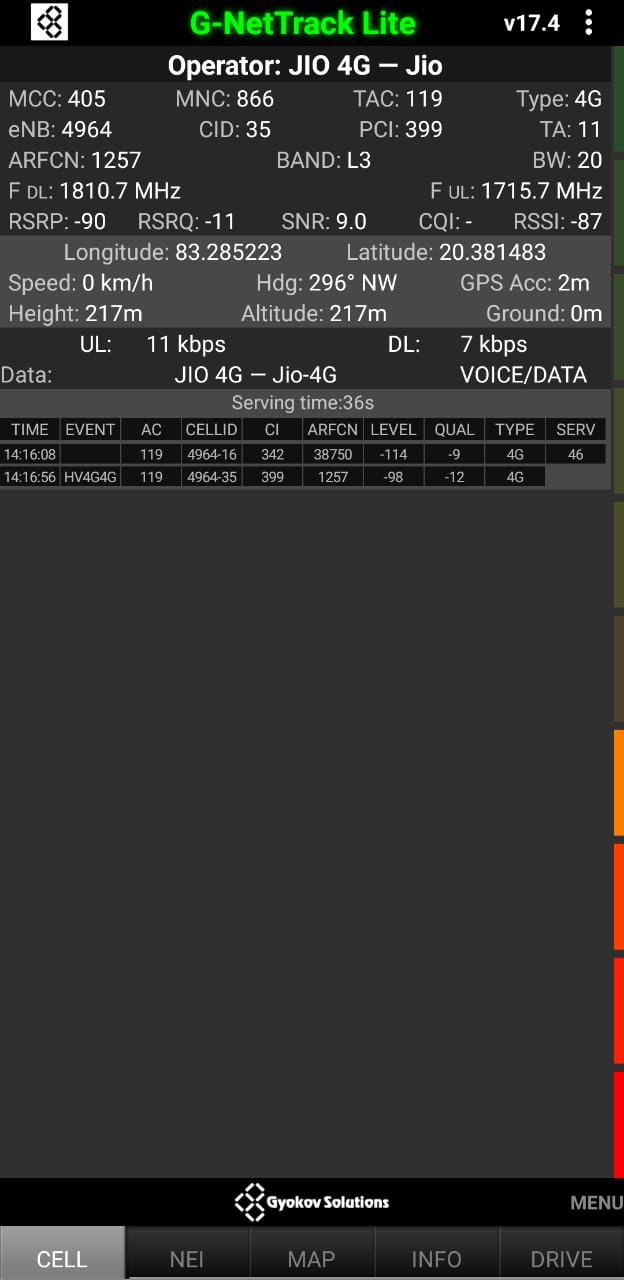 G-NetTrack Lite v17.4
Operator: JIO 4G — Jio
MCC: 405 MNC: 866 TAC: 119 Type: 4G
eNB: 4964 CID: 35 PCI: 399 TA: 11
ARFCN: 1257 BAND: L3 BW: 20
F DL: 1810.7 MHz F UL: 1715.7 MHz
RSRP: -90 RSRQ: -11 SNR: 9.0 CQI: - RSSI: -87
Longitude: 83.285223 Latitude: 20.381483
Speed: 0 km/h Hdg: 296° NW GPS Acc: 2m
Height: 217m Altitude: 217m Ground: 0m
UL: 11 kbps DL: 7 kbps
Data: JIO 4G — Jio-4G VOICE/DATA
Serving time:36s
TIME EVENT AC CELLID CI ARFCN LEVEL QUAL TYPE SERV
14:16:08 119 4964-16 342 38750 -114 -9 4G 46
14:16:56 HV4G4G 119 4964-35 399 1257 -98 -12 4G
Gyokov Solutions MENU
CELL NEI MAP INFO DRIVE